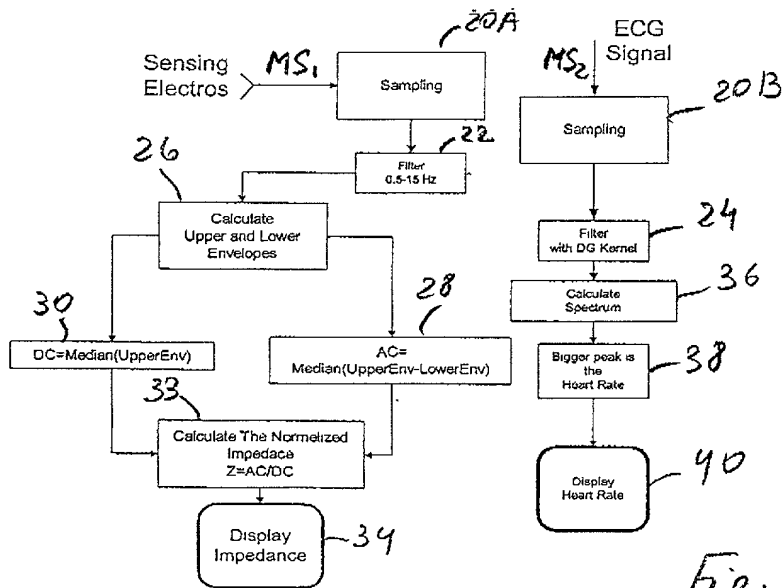 20A
Sensing
Electros
MS1
Sampling
22
Filter
0.5-15 Hz
26
Calculate
Upper and Lower
Envelopes
30
DC=Median(UpperEnv)
28
AC=
Median(UpperEnv-LowerEnv)
33
Calculate The Normelized
Impedace
Z=AC/DC
Display
Impedance
34
ECG
Signal
MS2
20B
Sampling
24
Filter
with DG Kernel
36
Calculate
Spectrum
Bigger peak is
the
Heart Rate
38
Display
Heart Rate
40